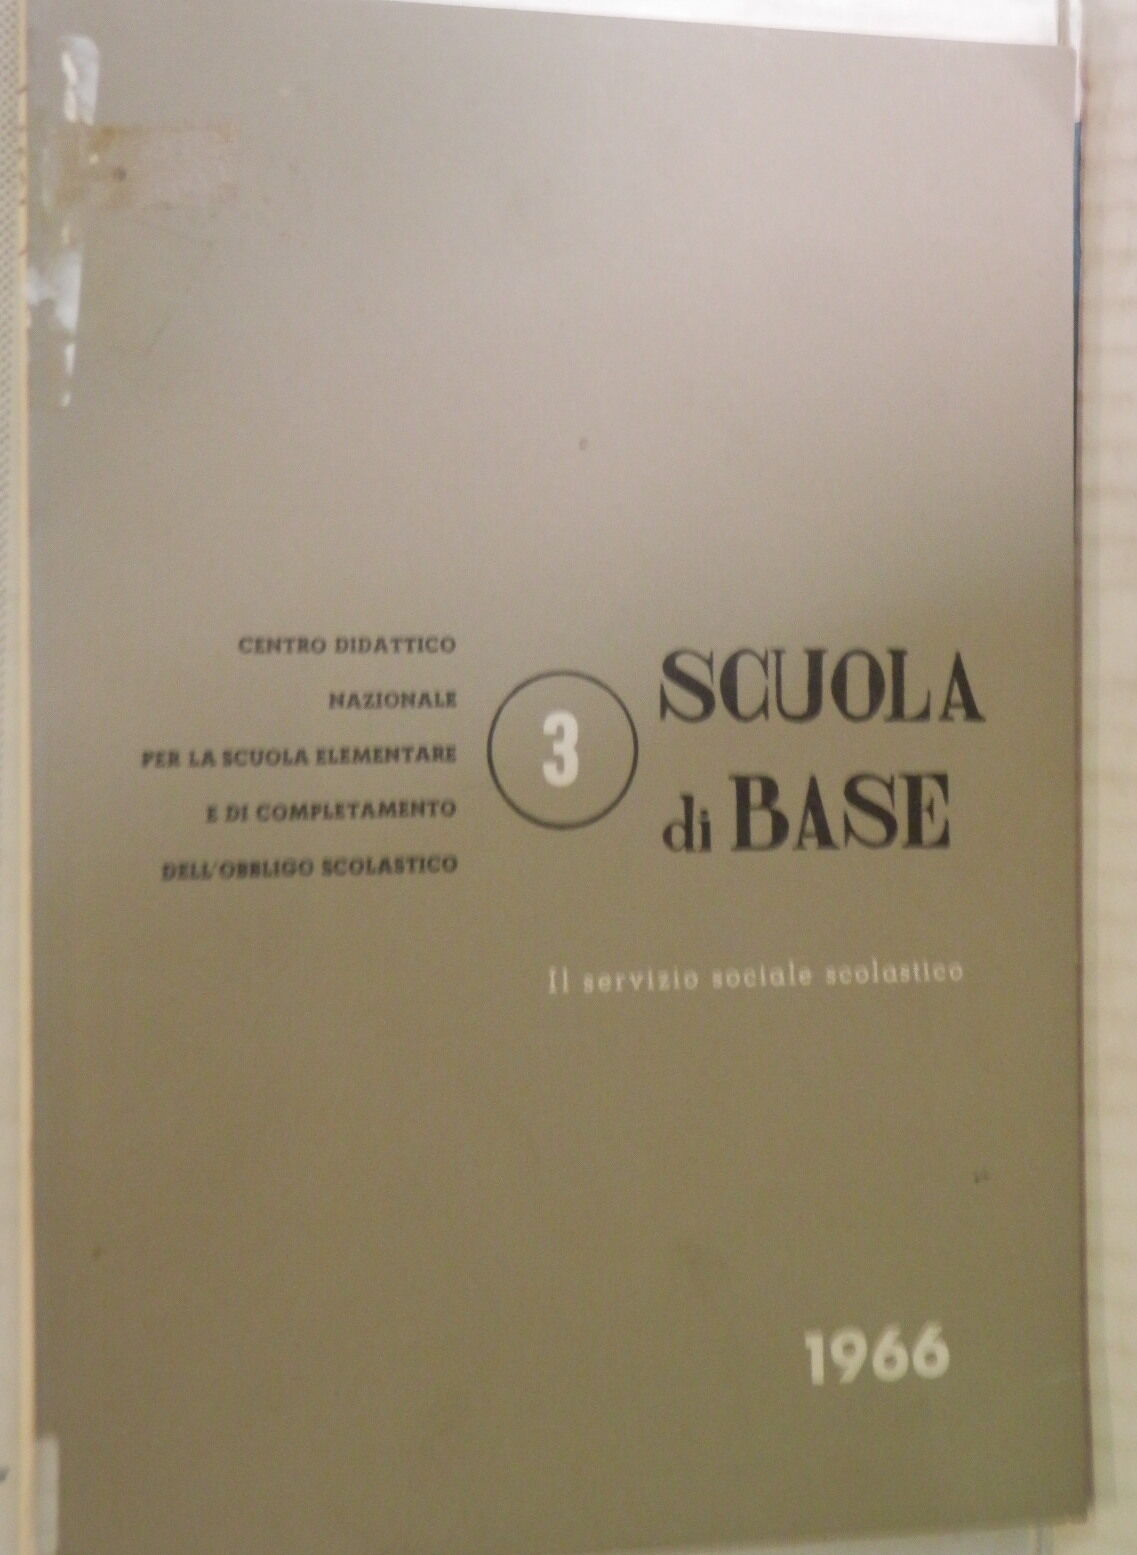 CENTRO DIDATTICO
NAZIONALE
PER LA SCUOLA ELEMENTARE
E DI COMPLETAMENTO
DELL'OBBLIGO SCOLASTICO
3
SCUOLA
di BASE
Il servizio sociale scolastico
1966